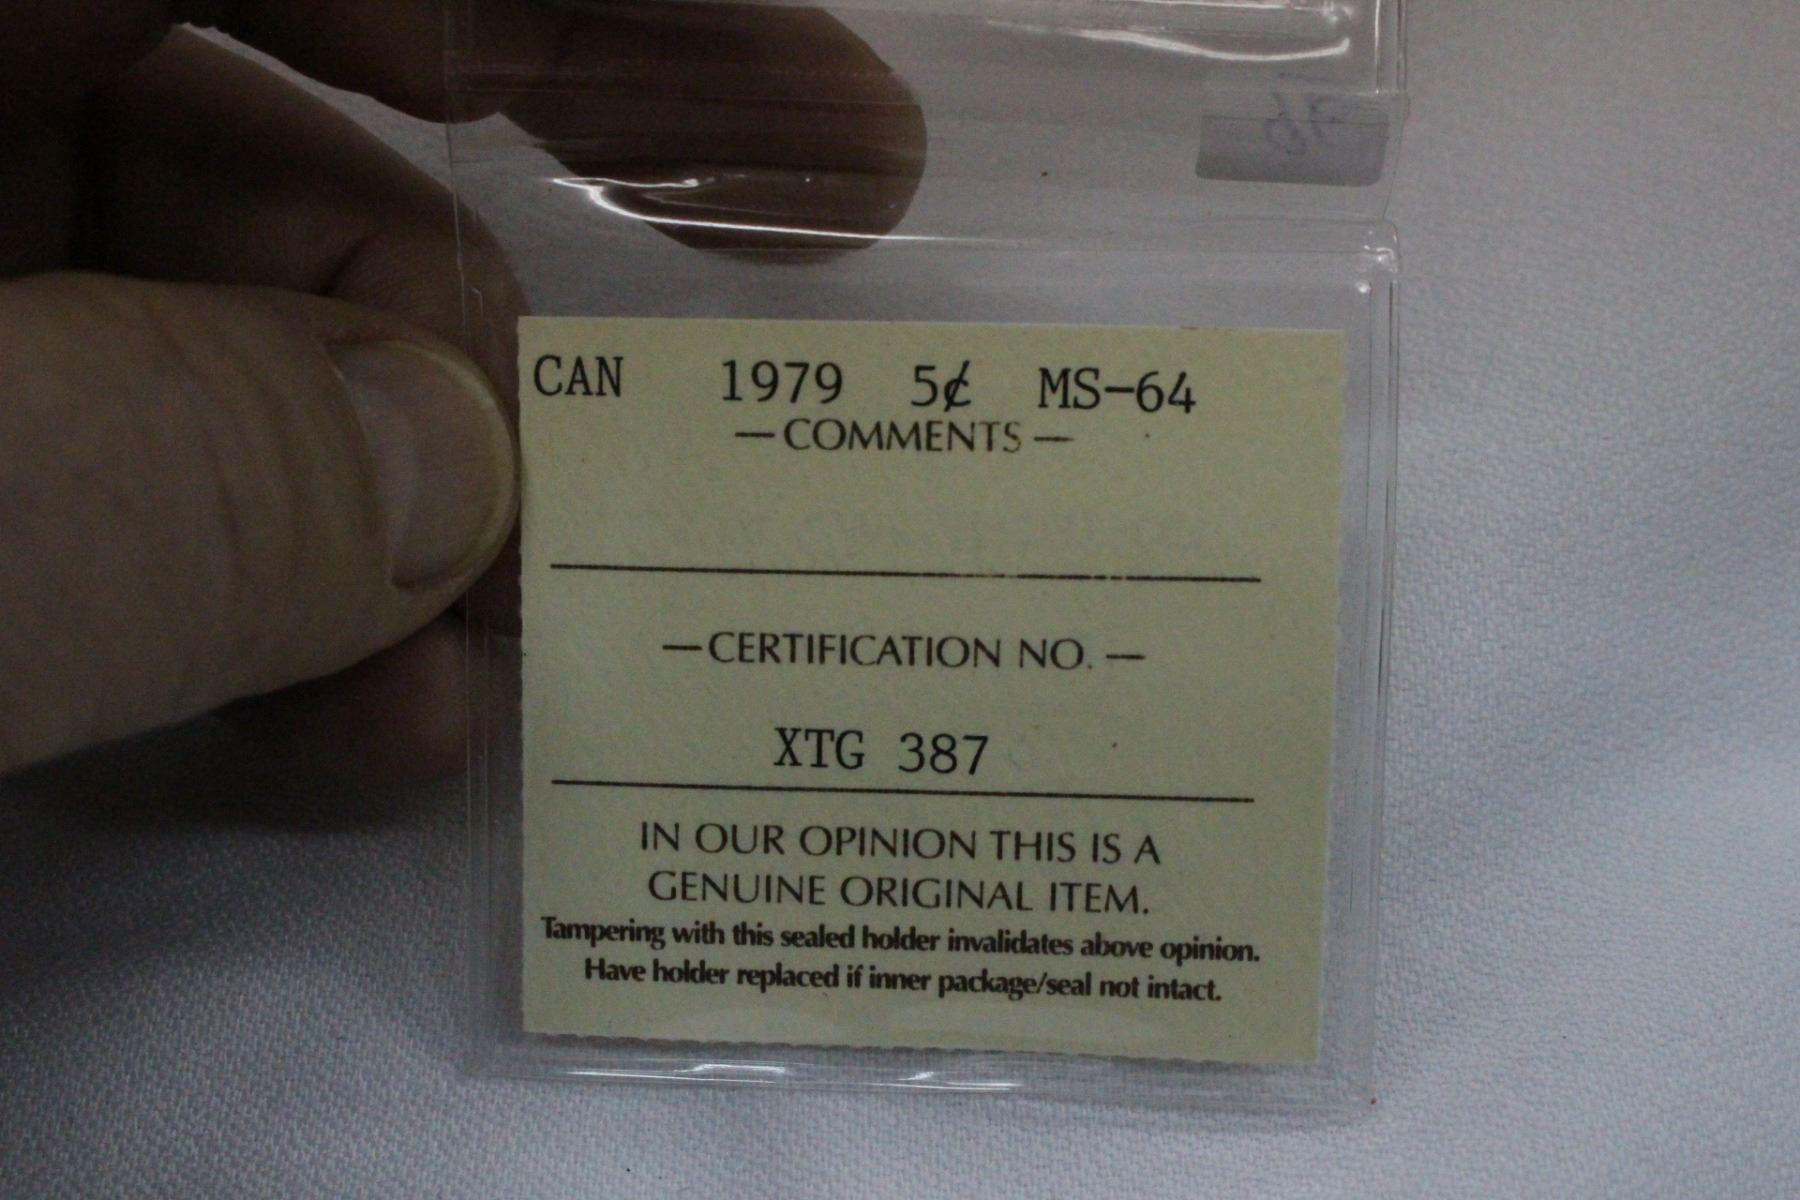 CAN 1979 5¢ MS-64
— COMMENTS —
— CERTIFICATION NO. —
XTG 387
IN OUR OPINION THIS IS A
GENUINE ORIGINAL ITEM.
Tampering with this sealed holder invalidates above opinion.
Have holder replaced if inner package/seal not intact.